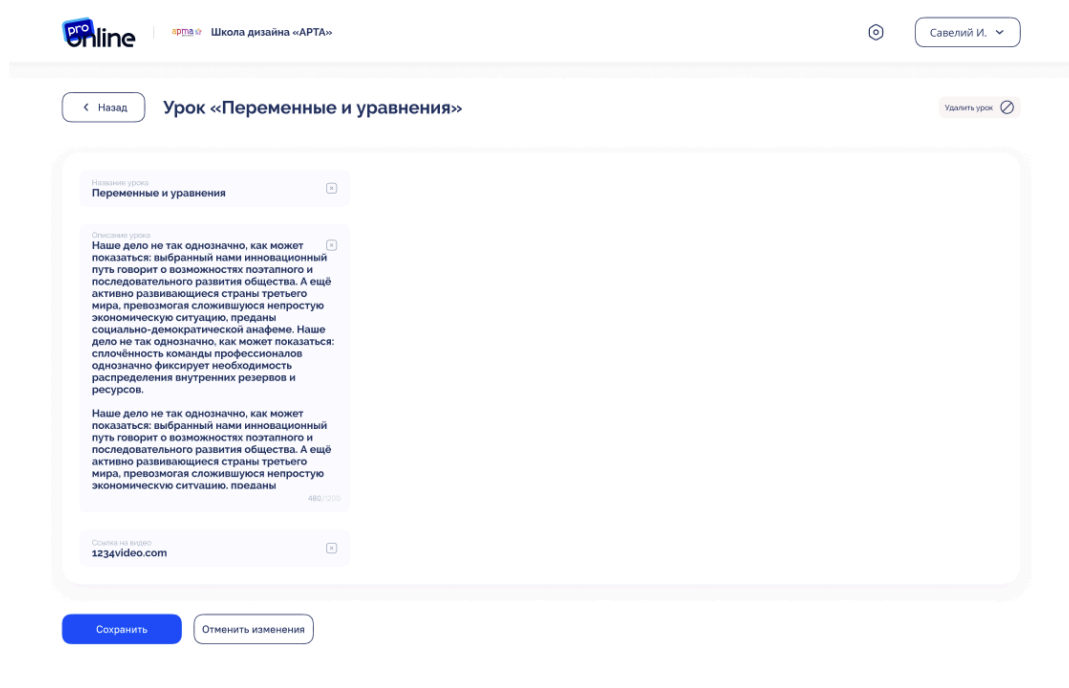 pro
Online
арта
Школа дизайна «АРТА»
Савелий И.
Назад
Урок «Переменные и уравнения»
Удалить урок
Название урока
Переменные и уравнения
Описание урока
Наше дело не так однозначно, как может
показаться: выбранный нами инновационный
путь говорит о возможностях поэтапного и
последовательного развития общества. А ещё
активно развивающиеся страны третьего
мира, превозмогая сложившуюся непростую
экономическую ситуацию, преданы
социально-демократической анафеме. Наше
дело не так однозначно, как может показаться:
сплочённость команды профессионалов
однозначно фиксирует необходимость
распределения внутренних резервов и
ресурсов.
Наше дело не так однозначно, как может
показаться: выбранный нами инновационный
путь говорит о возможностях поэтапного и
последовательного развития общества. А ещё
активно развивающиеся страны третьего
мира, превозмогая сложившуюся непростую
экономическую ситуацию, преданы
480/1200
Ссылка на видео
1234video.com
Сохранить
Отменить изменения